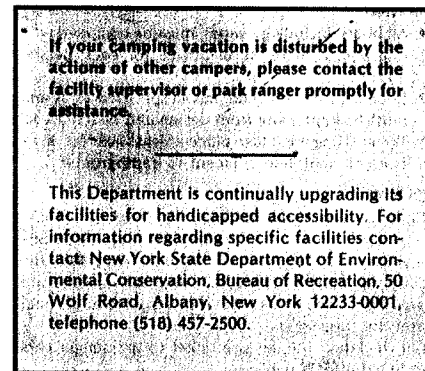 If your camping vacation is disturbed by the
actions of other campers, please contact the
facility supervisor or park ranger promptly for
assistance.
This Department is continually upgrading its
facilities for handicapped accessibility. For
information regarding specific facilities con-
tact: New York State Department of Environ-
mental Conservation, Bureau of Recreation, 50
Wolf Road, Albany, New York 12233-0001,
telephone (518) 457-2500.